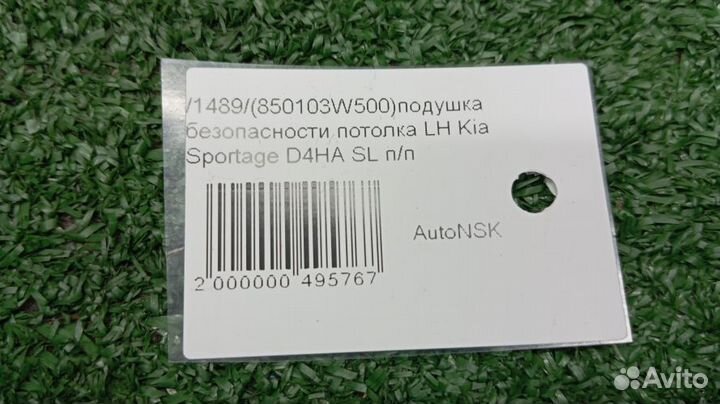 /1489/(850103W500)подушка
безопасности потолка LH Kia
Sportage D4HA SL п/п
AutoNSK
2 000000 495767
Avito